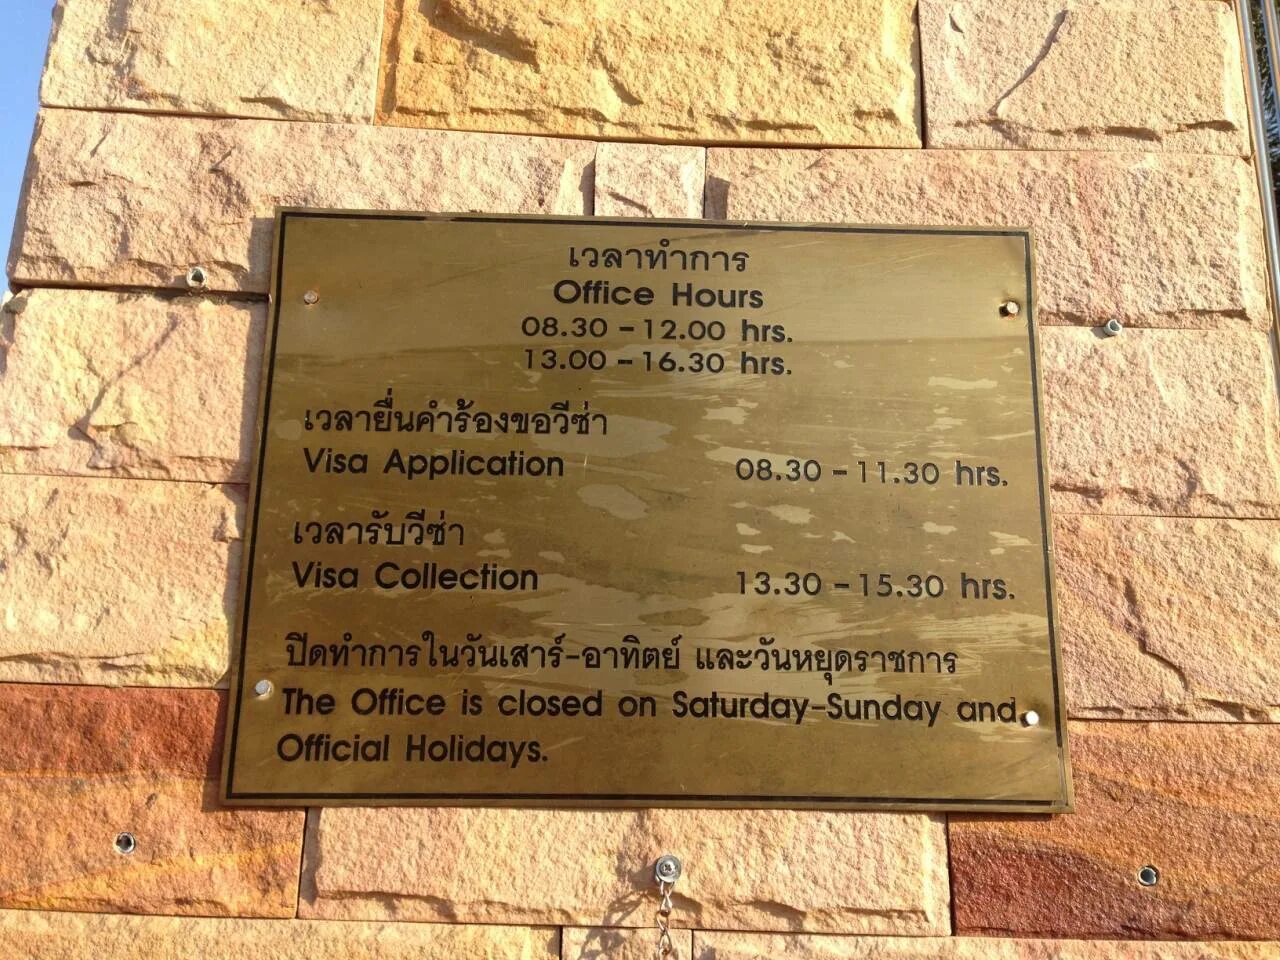 เวลาทำการ
Office Hours
08.30 – 12.00 hrs.
13.00 – 16.30 hrs.
เวลายื่นคำร้องขอวีซ่า
Visa Application 08.30 – 11.30 hrs.
เวลารับวีซ่า
Visa Collection 13.30 – 15.30 hrs.
ปิดทำการในวันเสาร์-อาทิตย์ และวันหยุดราชการ
The Office is closed on Saturday–Sunday and
Official Holidays.